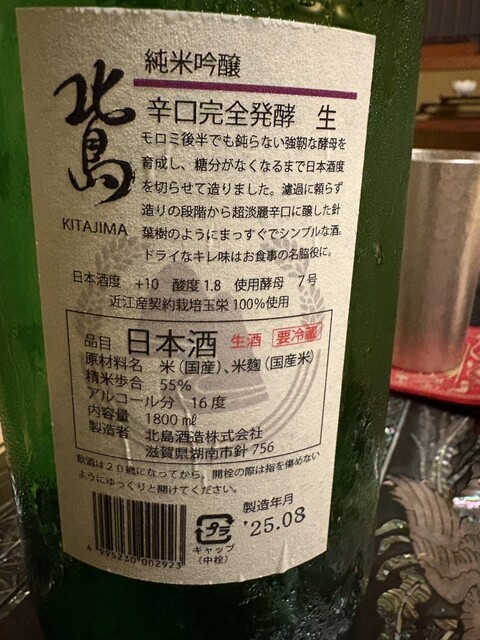 純米吟醸
北島
KITAJIMA
辛口完全発酵 生
モロミ後半でも鈍らない強靭な酵母を
育成し、糖分がなくなるまで日本酒度
を切らせて造りました。濾過に頼らず
造りの段階から超淡麗辛口に醸した針
葉樹のようにまっすぐでシンプルな酒。
ドライなキレ味はお食事の名脇役に。
日本酒度 +10 酸度1.8 使用酵母 7号
近江産契約栽培玉栄100%使用
品目 日本酒 生酒 要冷蔵
原材料名 米(国産)、米麹(国産米)
精米歩合 55%
アルコール分 16度
内容量 1800㎖
製造者 北島酒造株式会社
滋賀県湖南市針756
飲酒は20歳になってから、開栓の際は指を傷めない
ようにゆっくりと開けてください。
4995230002923
プラ
キャップ
(中栓)
製造年月
'25.08